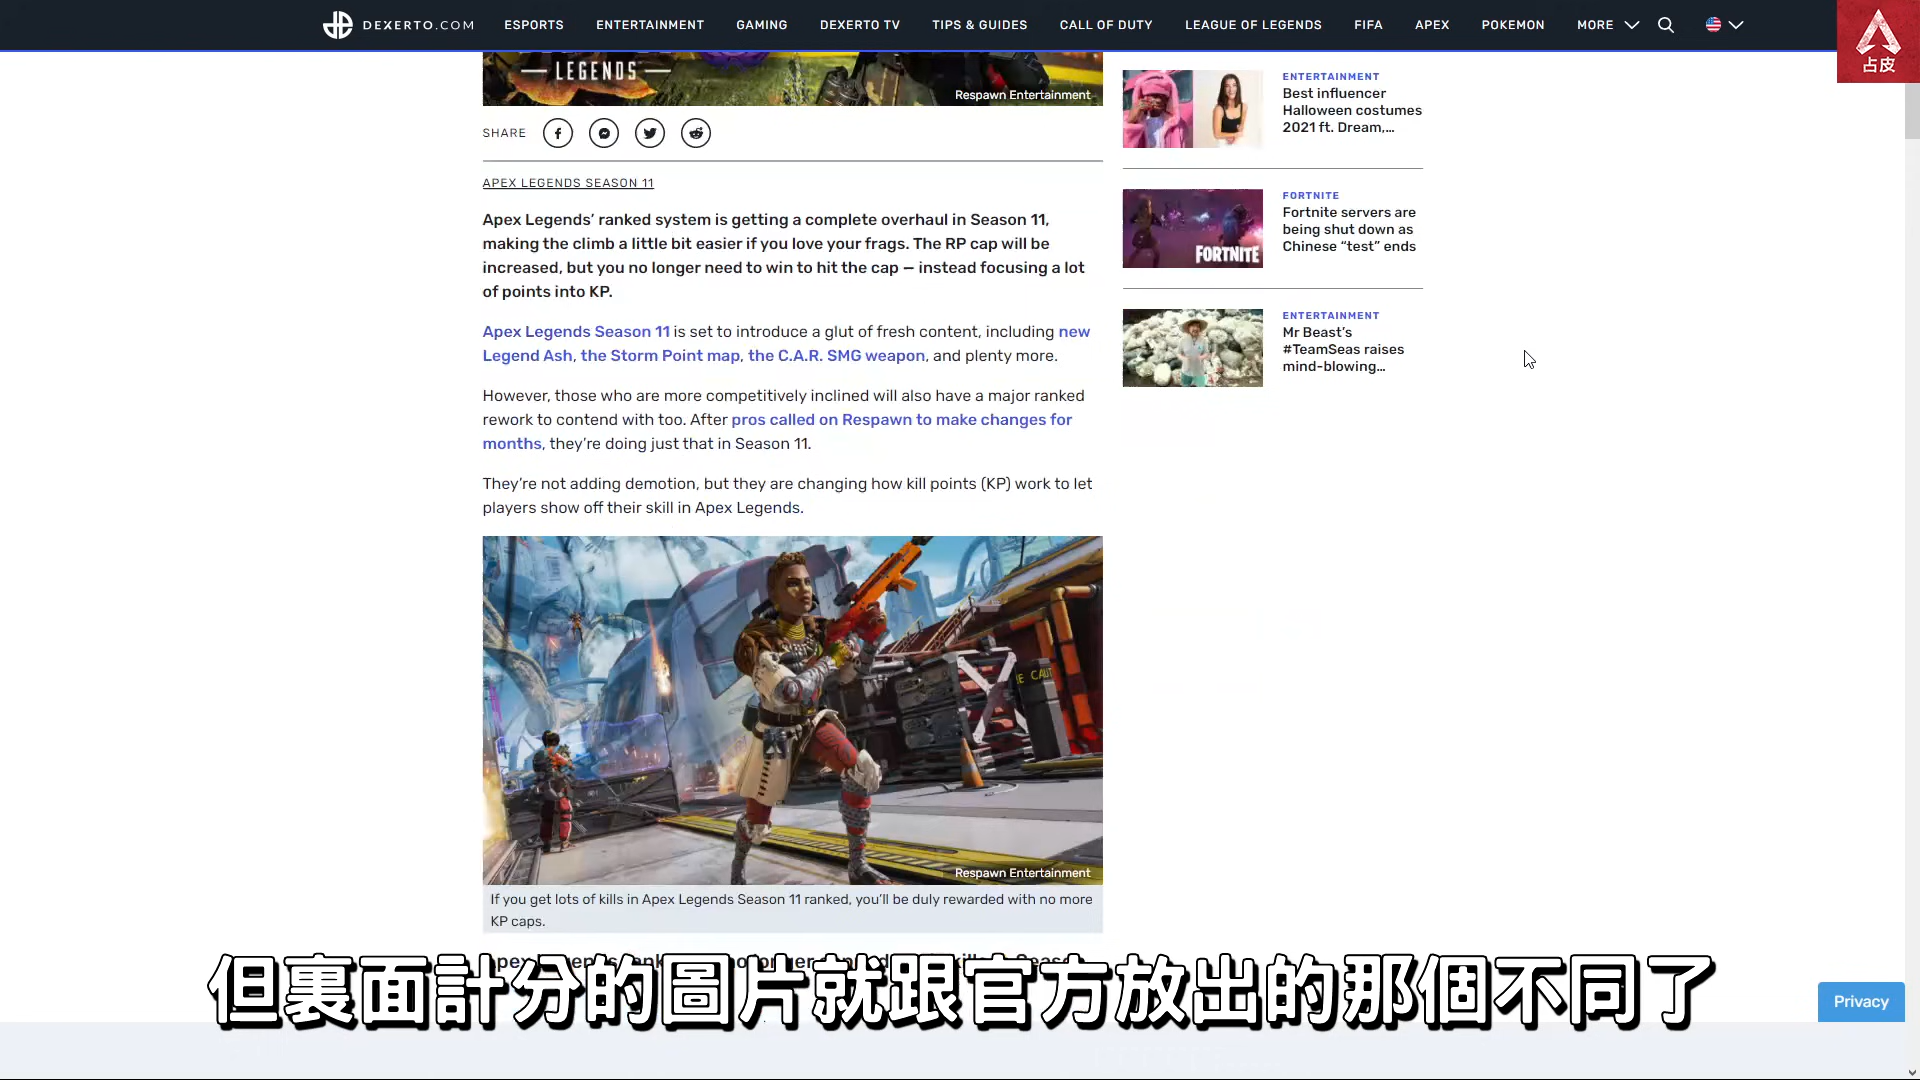 DEXERTO.COM
ESPORTS
ENTERTAINMENT
GAMING
DEXERTO TV
TIPS & GUIDES
CALL OF DUTY
LEAGUE OF LEGENDS
FIFA
APEX
POKEMON
MORE
占皮
LEGENDS
Respawn Entertainment
SHARE
APEX LEGENDS SEASON 11
Apex Legends’ ranked system is getting a complete overhaul in Season 11,
making the climb a little bit easier if you love your frags. The RP cap will be
increased, but you no longer need to win to hit the cap – instead focusing a lot
of points into KP.
Apex Legends Season 11 is set to introduce a glut of fresh content, including new
Legend Ash, the Storm Point map, the C.A.R. SMG weapon, and plenty more.
However, those who are more competitively inclined will also have a major ranked
rework to contend with too. After pros called on Respawn to make changes for
months, they’re doing just that in Season 11.
They’re not adding demotion, but they are changing how kill points (KP) work to let
players show off their skill in Apex Legends.
Respawn Entertainment
If you get lots of kills in Apex Legends Season 11 ranked, you’ll be duly rewarded with no more
KP caps.
ENTERTAINMENT
Best influencer
Halloween costumes
2021 ft. Dream,…
FORTNITE
FORTNITE
Fortnite servers are
being shut down as
Chinese “test” ends
ENTERTAINMENT
Mr Beast’s
#TeamSeas raises
mind-blowing…
但裏面計分的圖片就跟官方放出的那個不同了
Privacy